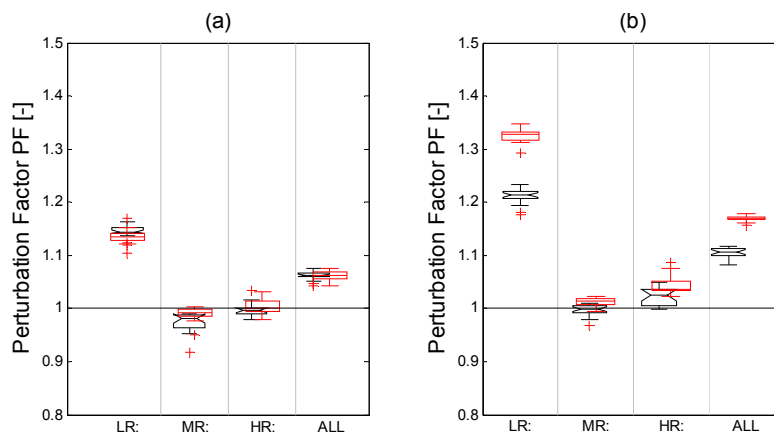 (a)
Perturbation Factor PF [-]
1.5
1.4
1.3
1.2
1.1
1
0.9
0.8
LR:
MR:
HR:
ALL
(b)
Perturbation Factor PF [-]
1.5
1.4
1.3
1.2
1.1
1
0.9
0.8
LR:
MR:
HR:
ALL